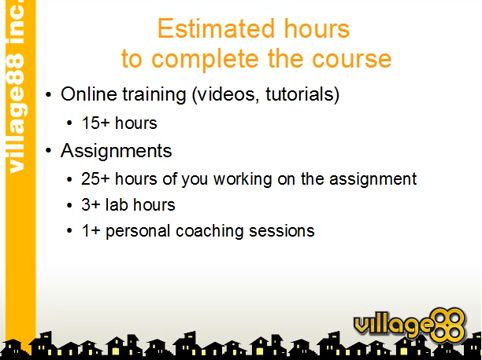 village88 inc.
Estimated hours
to complete the course
• Online training (videos, tutorials)
• 15+ hours
• Assignments
• 25+ hours of you working on the assignment
• 3+ lab hours
• 1+ personal coaching sessions
village88